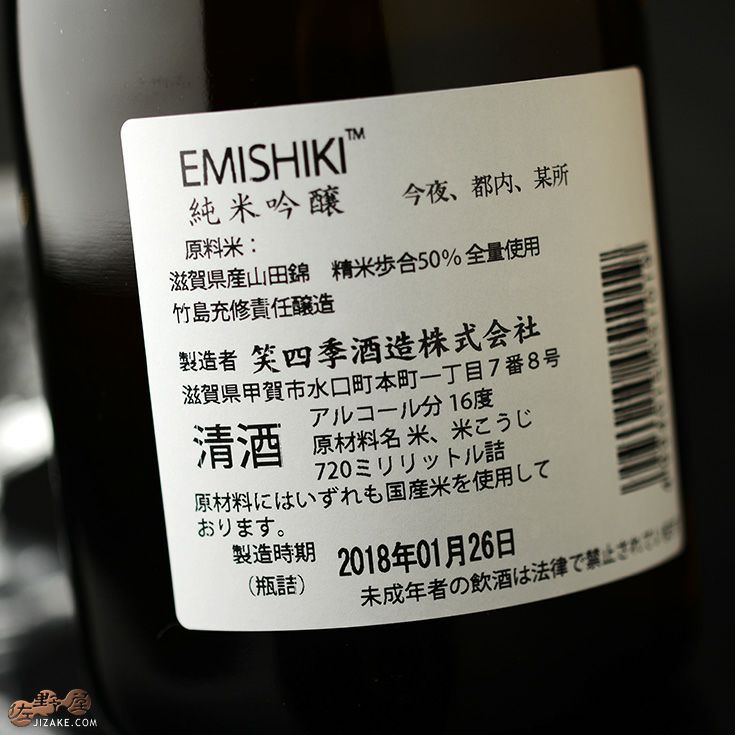 EMISHIKI™
純米吟醸　今夜、都内、某所
原料米：
滋賀県産山田錦　精米歩合50％ 全量使用
竹島充修責任醸造
製造者 笑四季酒造株式会社
滋賀県甲賀市水口町本町一丁目７番８号
清酒
アルコール分 16度
原材料名 米、米こうじ
720ミリリットル詰
原材料にはいずれも国産米を使用して
おります。
製造時期 2018年01月26日
（瓶詰）
未成年者の飲酒は法律で禁止されてい
佐野屋
JIZAKE.COM